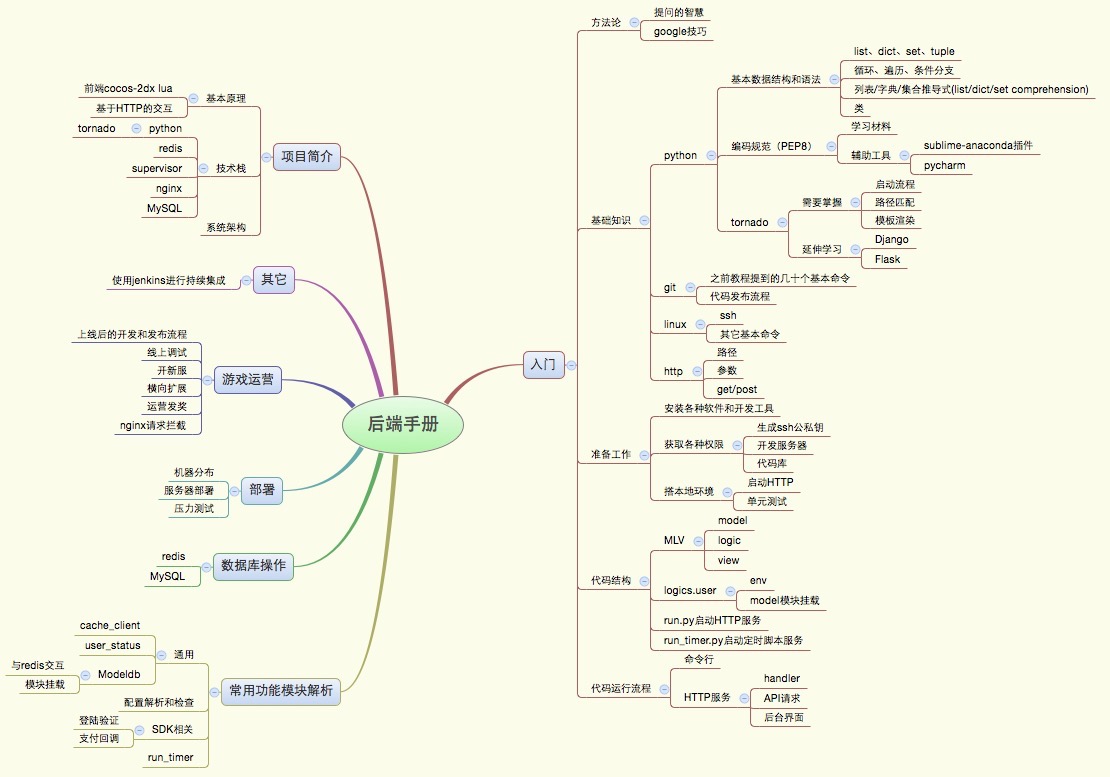 后端手册
入门
方法论
提问的智慧
google技巧
基础知识
python
基本数据结构和语法
list、dict、set、tuple
循环、遍历、条件分支
列表/字典/集合推导式(list/dict/set comprehension)
类
编码规范（PEP8）
学习材料
辅助工具
sublime-anaconda插件
pycharm
tornado
需要掌握
启动流程
路径匹配
模板渲染
延伸学习
Django
Flask
git
之前教程提到的几十个基本命令
代码发布流程
linux
ssh
其它基本命令
http
路径
参数
get/post
准备工作
安装各种软件和开发工具
获取各种权限
生成ssh公私钥
开发服务器
代码库
搭本地环境
启动HTTP
单元测试
代码结构
MLV
model
logic
view
logics.user
env
model模块挂载
run.py启动HTTP服务
run_timer.py启动定时脚本服务
代码运行流程
命令行
HTTP服务
handler
API请求
后台界面
项目简介
基本原理
前端cocos-2dx lua
基于HTTP的交互
技术栈
python
tornado
redis
supervisor
nginx
MySQL
系统架构
其它
使用jenkins进行持续集成
游戏运营
上线后的开发和发布流程
线上调试
开新服
横向扩展
运营发奖
nginx请求拦截
部署
机器分布
服务器部署
压力测试
数据库操作
redis
MySQL
常用功能模块解析
通用
cache_client
user_status
Modeldb
与redis交互
模块挂载
配置解析和检查
SDK相关
登陆验证
支付回调
run_timer